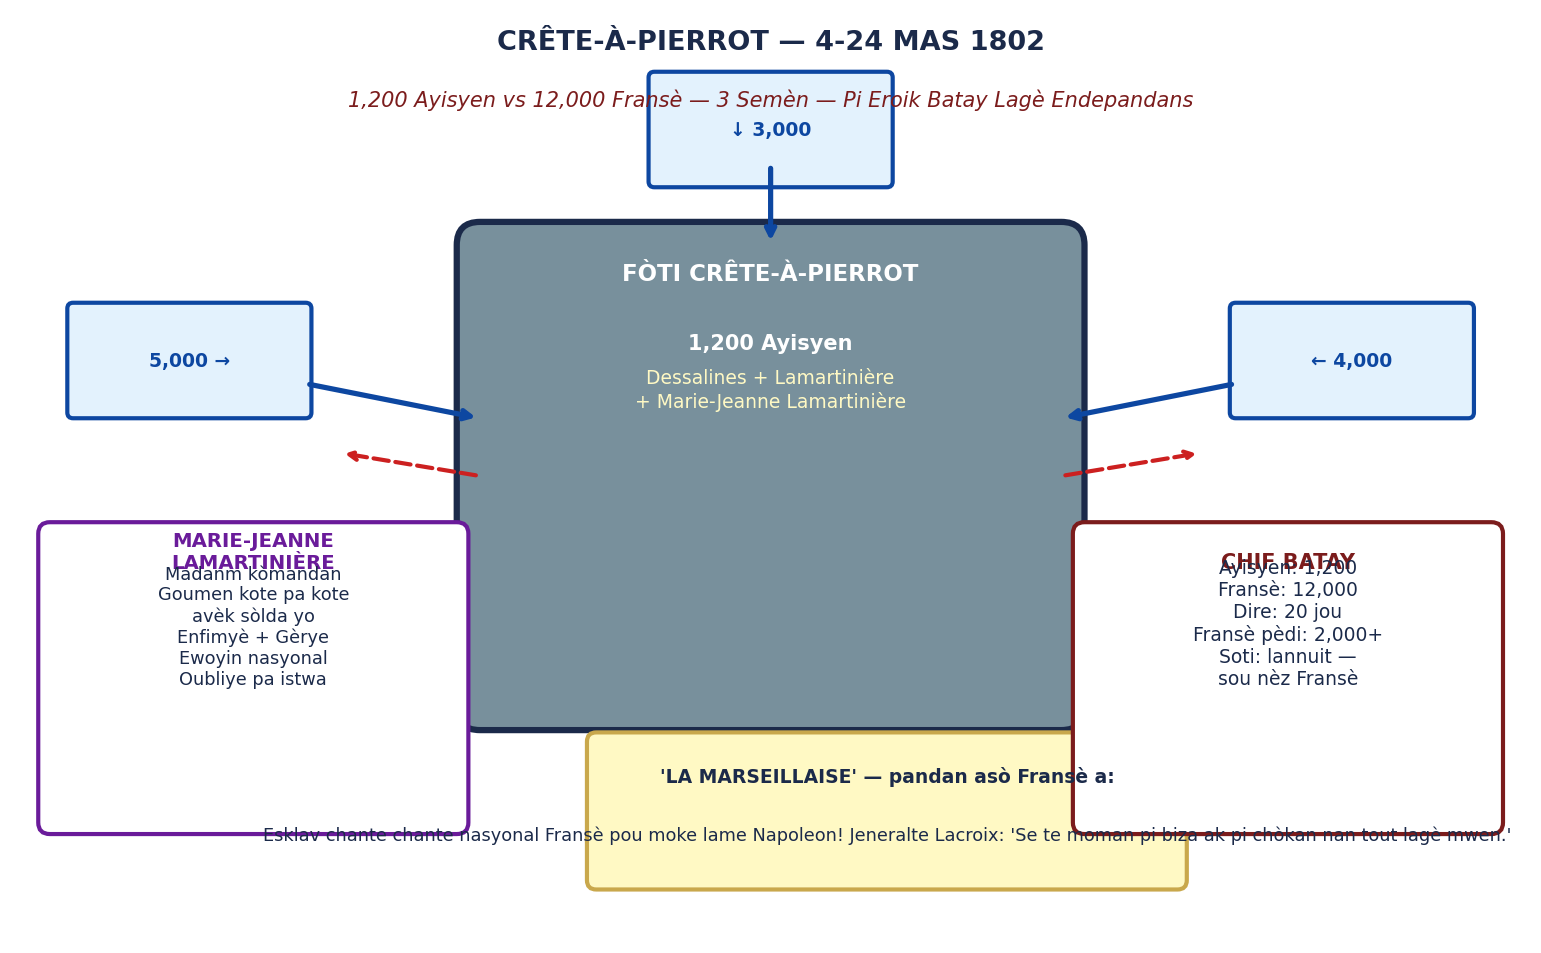 CRÊTE-À-PIERROT — 4-24 MAS 1802
1,200 Ayisyen vs 12,000 Fransè — 3 Semèn — Pi Eroik Batay Lagè Endepandans
↓ 3,000
FÒTI CRÊTE-À-PIERROT
1,200 Ayisyen
Dessalines + Lamartinière
+ Marie-Jeanne Lamartinière
5,000 →
← 4,000
MARIE-JEANNE
LAMARTINIÈRE
Madanm kòmandan
Goumen kote pa kote
avèk sòlda yo
Enfimyè + Gèrye
Ewoyin nasyonal
Oubliye pa istwa
CHIF BATAY
Ayisyen: 1,200
Fransè: 12,000
Dire: 20 jou
Fransè pèdi: 2,000+
Soti: lannuit —
sou nèz Fransè
'LA MARSEILLAISE' — pandan asò Fransè a:
Esklav chante chante nasyonal Fransè pou moke lame Napoleon! Jeneralte Lacroix: 'Se te moman pi biza ak pi chòkan nan tout lagè mwen.'